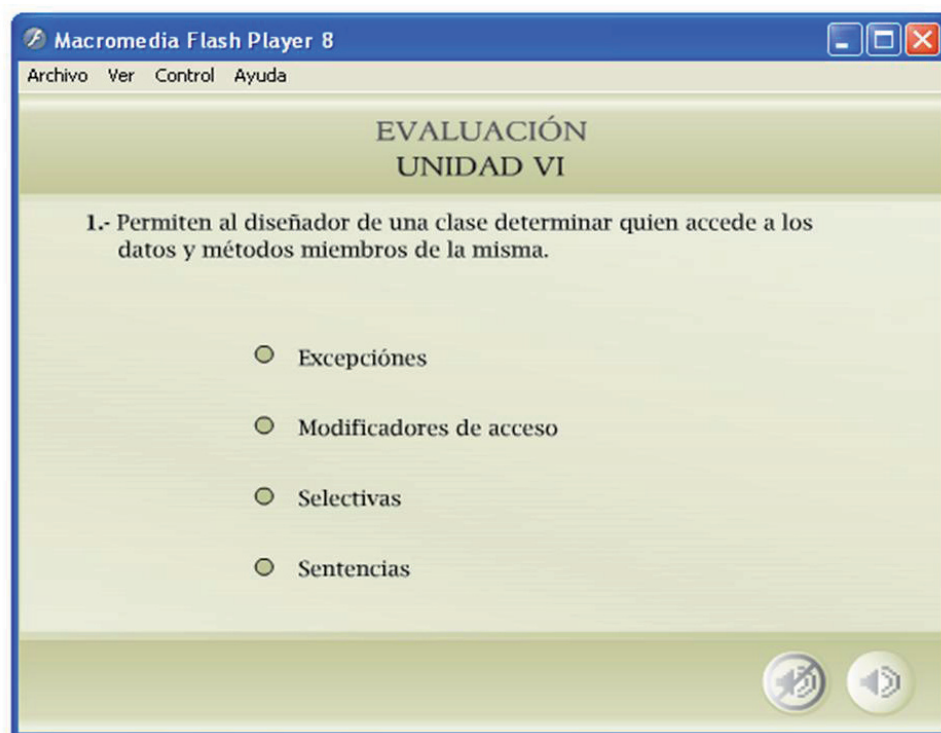 Macromedia Flash Player 8
Archivo Ver Control Ayuda
EVALUACIÓN
UNIDAD VI
1.- Permiten al diseñador de una clase determinar quien accede a los
datos y métodos miembros de la misma.
Excepciónes
Modificadores de acceso
Selectivas
Sentencias